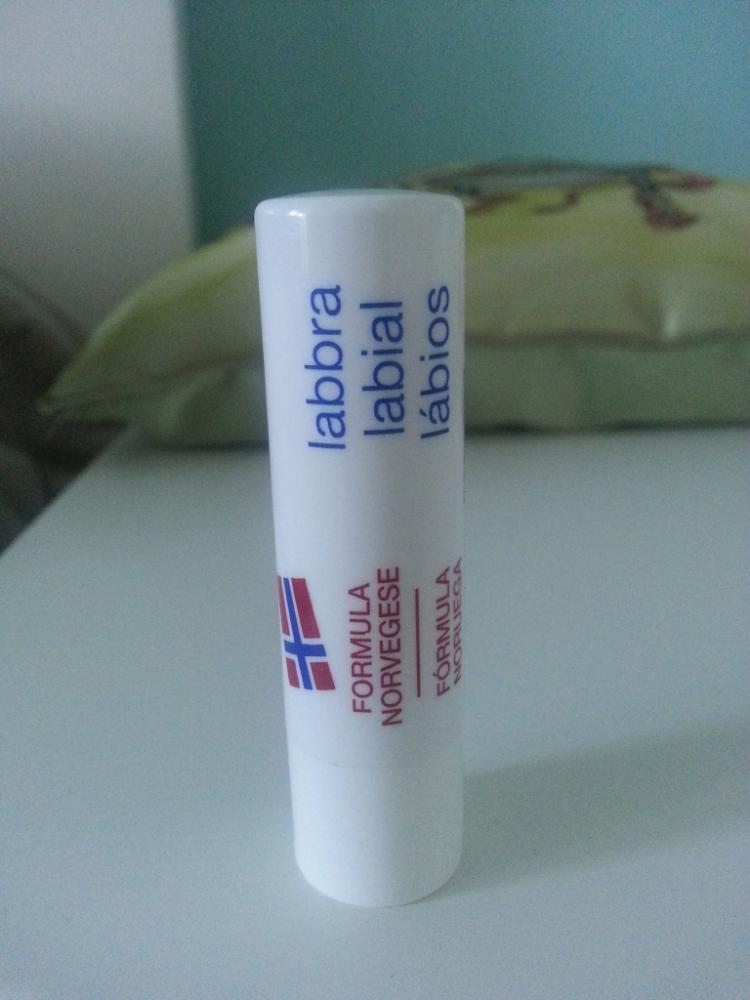 labbra
labial
lábios
FORMULA
NORVEGESE
FÓRMULA
NORUEGA